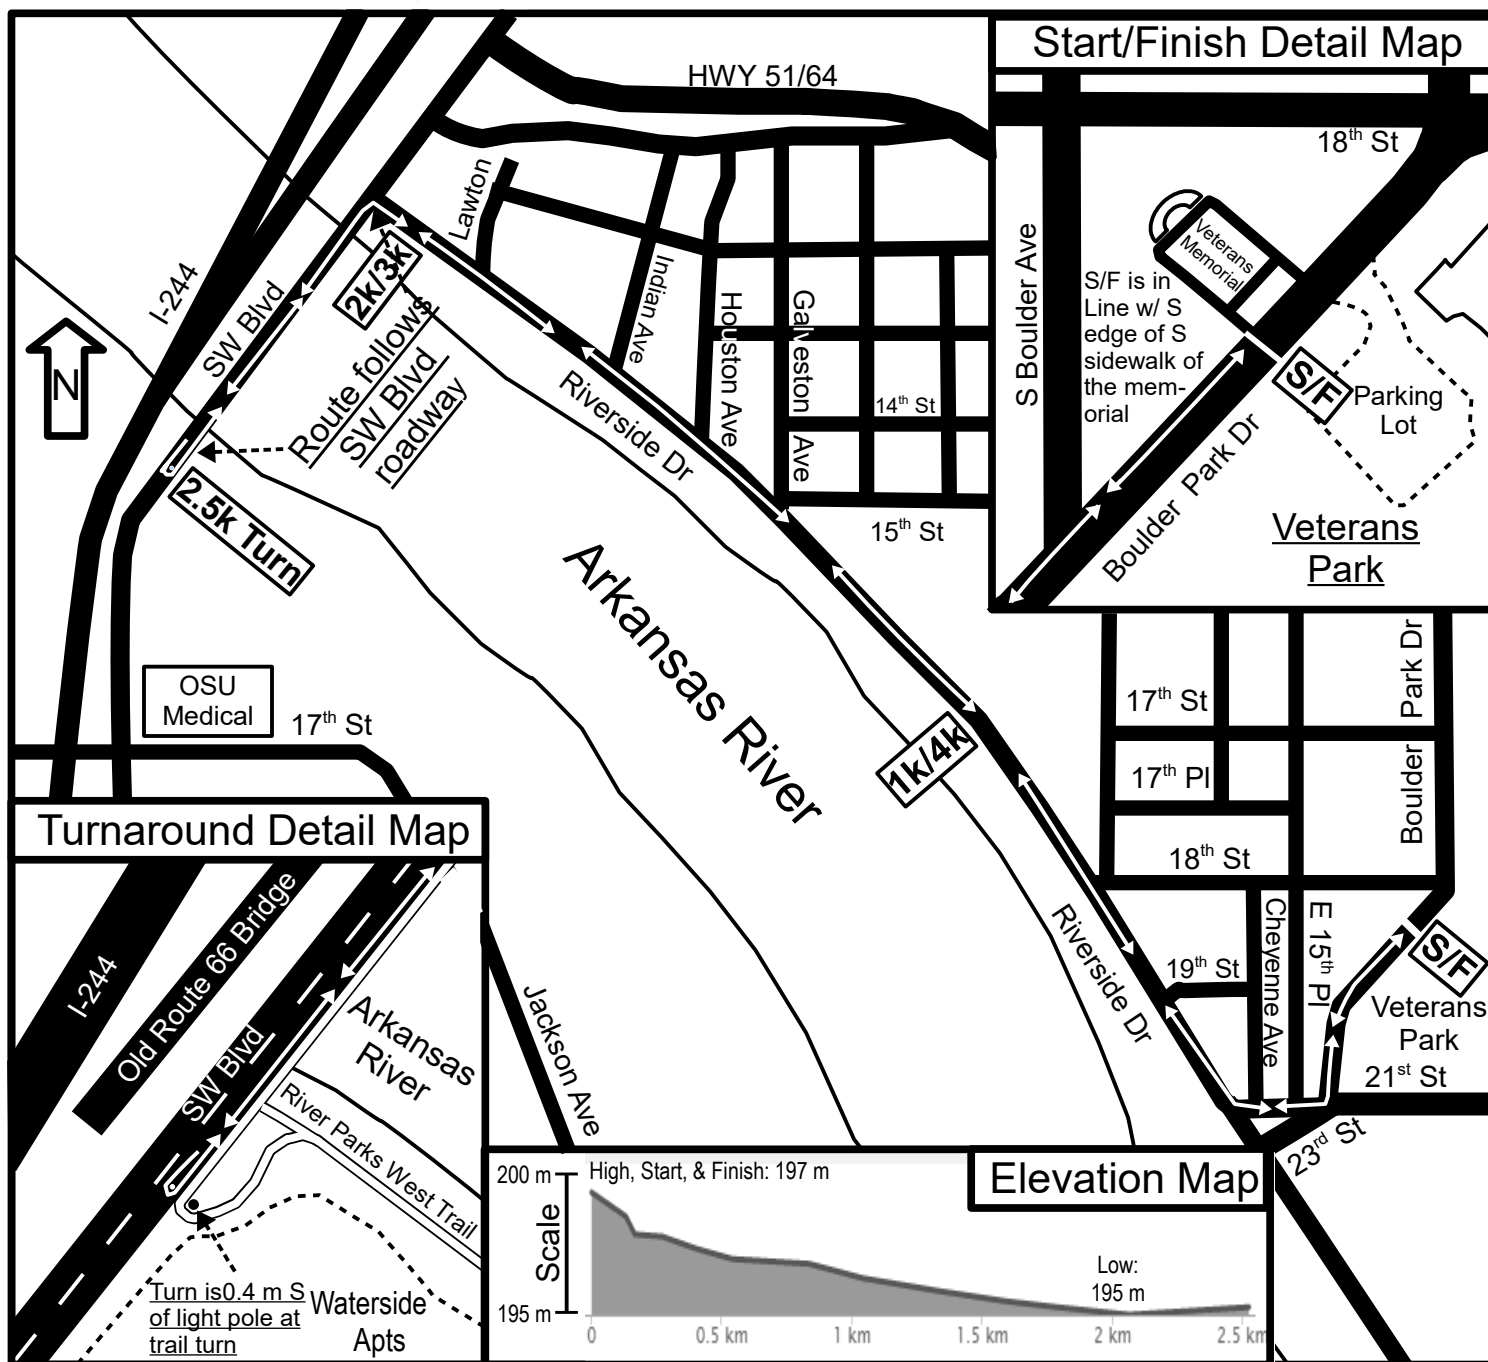 Start/Finish Detail Map
HWY 51/64
18th St
Lawton
Veterans
Memorial
S Boulder Ave
I-244
SW Blvd
2k/3k
Indian Ave
Houston Ave
Galveston Ave
S/F is in
Line w/ S
edge of S
sidewalk of
the mem-
orial
S/F
Parking
Lot
N
Route follows
SW Blvd
roadway
Riverside Dr
14th St
15th St
Boulder Park Dr
Veterans
Park
2.5k Turn
Arkansas River
OSU
Medical
17th St
1k/4k
17th St
17th Pl
18th St
Boulder Park Dr
Turnaround Detail Map
I-244
Old Route 66 Bridge
SW Blvd
Arkansas
River
River Parks West Trail
Turn is0.4 m S
of light pole at
trail turn
Waterside
Apts
Jackson Ave
Riverside Dr
19th St
Cheyenne Ave
E 15th Pl
S/F
Veterans
Park
21st St
23rd St
Elevation Map
200 m
High, Start, & Finish: 197 m
Scale
Low:
195 m
195 m
0 0.5 km 1 km 1.5 km 2 km 2.5 km